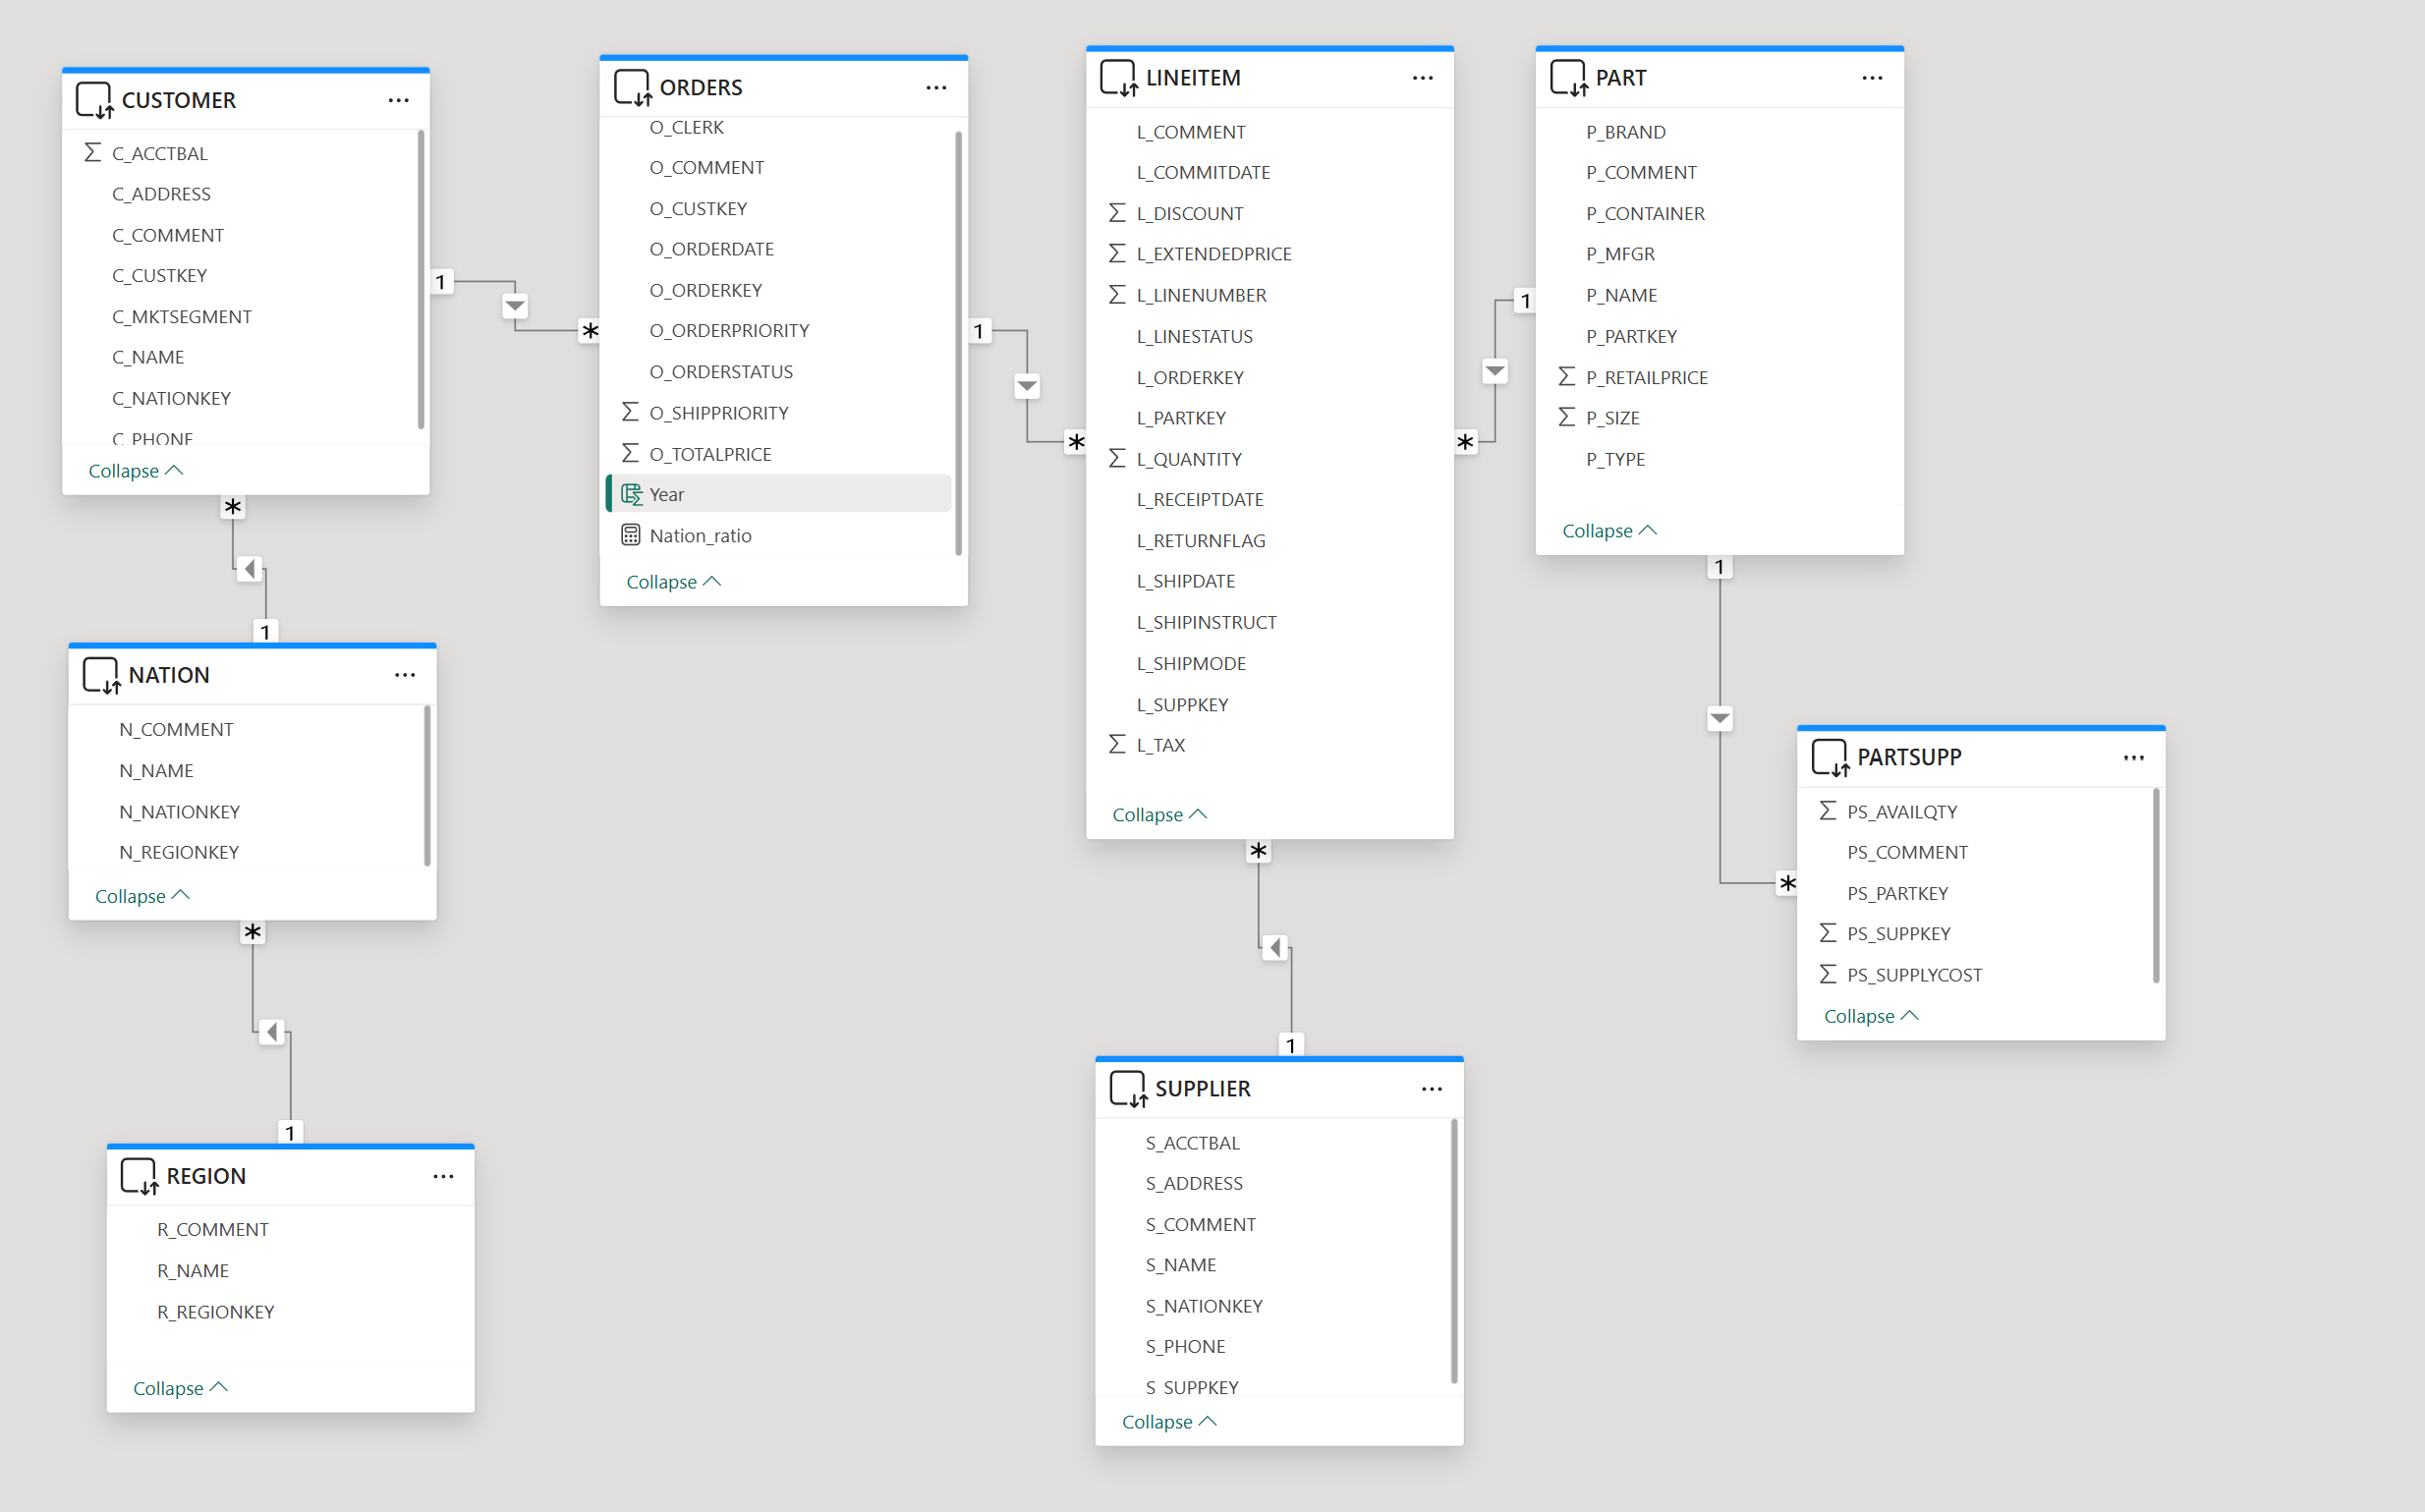 CUSTOMER ...
Σ C_ACCTBAL
C_ADDRESS
C_COMMENT
C_CUSTKEY
C_MKTSEGMENT
C_NAME
C_NATIONKEY
C_PHONE
Collapse
1
*
*
1
ORDERS ...
O_CLERK
O_COMMENT
O_CUSTKEY
O_ORDERDATE
O_ORDERKEY
O_ORDERPRIORITY
O_ORDERSTATUS
Σ O_SHIPPRIORITY
Σ O_TOTALPRICE
Year
Nation_ratio
Collapse
1
*
LINEITEM ...
L_COMMENT
L_COMMITDATE
Σ L_DISCOUNT
Σ L_EXTENDEDPRICE
Σ L_LINENUMBER
L_LINESTATUS
L_ORDERKEY
L_PARTKEY
Σ L_QUANTITY
L_RECEIPTDATE
L_RETURNFLAG
L_SHIPDATE
L_SHIPINSTRUCT
L_SHIPMODE
L_SUPPKEY
Σ L_TAX
Collapse
*
1
*
1
PART ...
P_BRAND
P_COMMENT
P_CONTAINER
P_MFGR
P_NAME
P_PARTKEY
Σ P_RETAILPRICE
Σ P_SIZE
P_TYPE
Collapse
1
*
NATION ...
N_COMMENT
N_NAME
N_NATIONKEY
N_REGIONKEY
Collapse
*
1
PARTSUPP ...
Σ PS_AVAILQTY
PS_COMMENT
PS_PARTKEY
Σ PS_SUPPKEY
Σ PS_SUPPLYCOST
Collapse
REGION ...
R_COMMENT
R_NAME
R_REGIONKEY
Collapse
SUPPLIER ...
S_ACCTBAL
S_ADDRESS
S_COMMENT
S_NAME
S_NATIONKEY
S_PHONE
S_SUPPKEY
Collapse